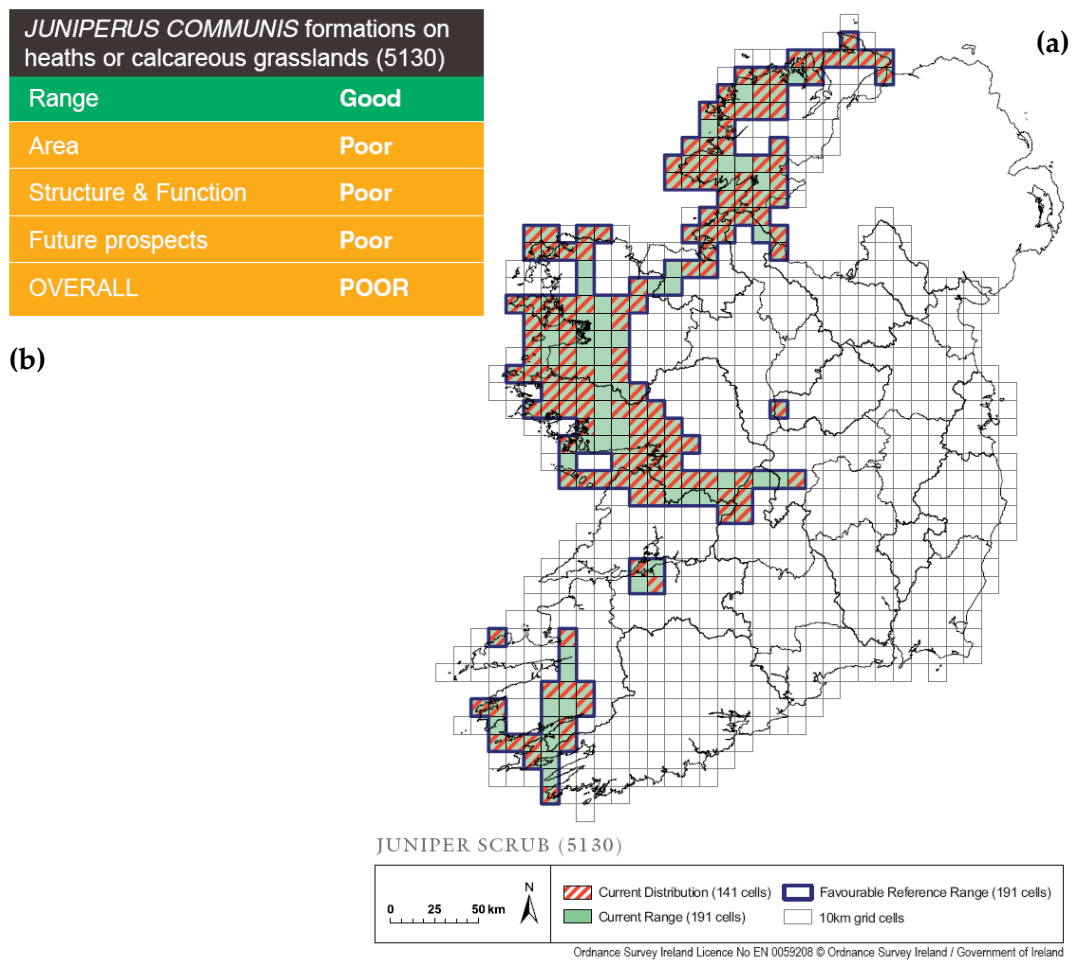 JUNIPERUS COMMUNIS formations on
heaths or calcareous grasslands (5130)
Range Good
Area Poor
Structure & Function Poor
Future prospects Poor
OVERALL POOR
(a)
(b)
JUNIPER SCRUB (5130)
0 25 50 km
N
Current Distribution (141 cells)
Current Range (191 cells)
Favourable Reference Range (191 cells)
10km grid cells
Ordnance Survey Ireland Licence No EN 0059208 © Ordnance Survey Ireland / Government of Ireland